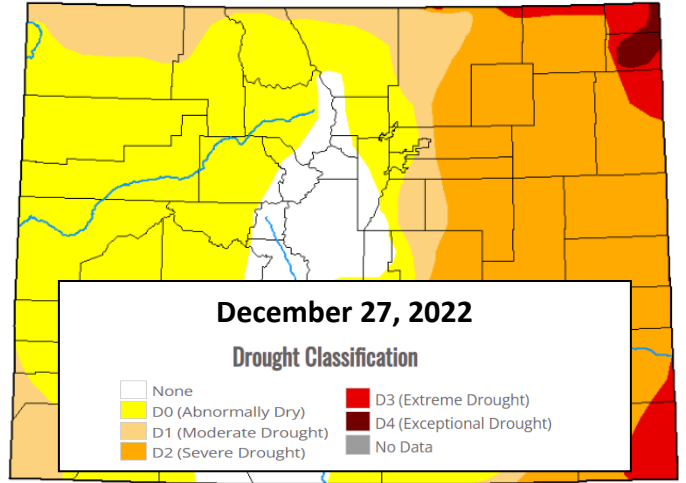 December 27, 2022
Drought Classification
None
D0 (Abnormally Dry)
D1 (Moderate Drought)
D2 (Severe Drought)
D3 (Extreme Drought)
D4 (Exceptional Drought)
No Data